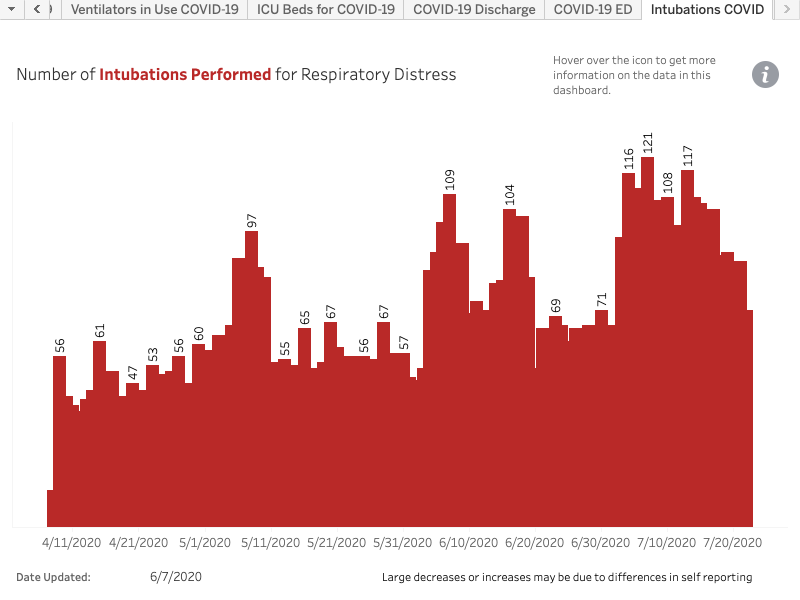 Ventilators in Use COVID-19 ICU Beds for COVID-19 COVID-19 Discharge COVID-19 ED Intubations COVID
Number of Intubations Performed for Respiratory Distress
Hover over the icon to get more
information on the data in this
dashboard.
i
56
61
47
53
56
60
97
55
65
67
56
67
57
109
104
69
71
116
121
108
117
4/11/2020 4/21/2020 5/1/2020 5/11/2020 5/21/2020 5/31/2020 6/10/2020 6/20/2020 6/30/2020 7/10/2020 7/20/2020
Date Updated: 6/7/2020 Large decreases or increases may be due to differences in self reporting